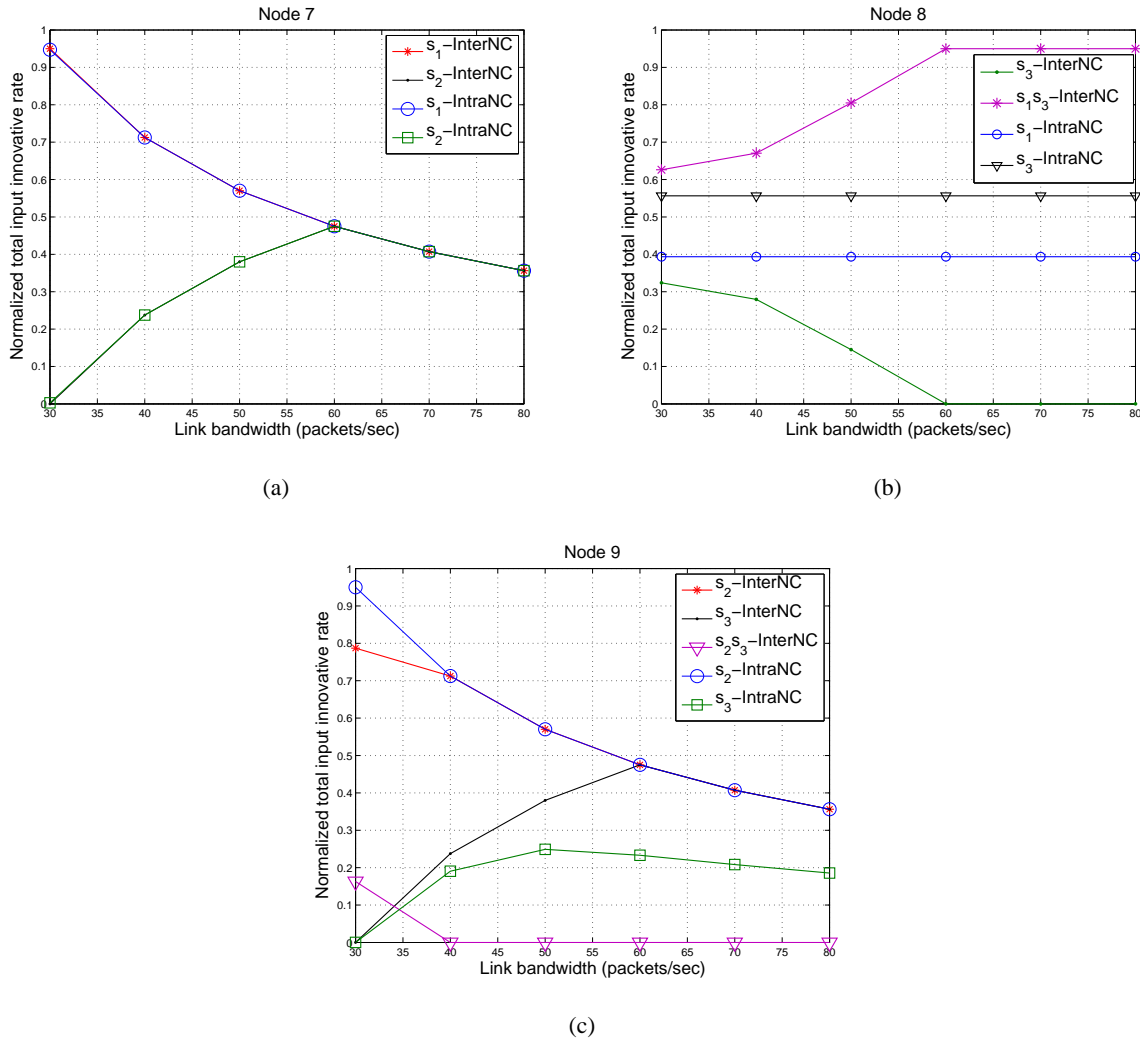 Node 7
Normalized total input innovative rate
1
0.9
0.8
0.7
0.6
0.5
0.4
0.3
0.2
0.1
0
30 35 40 45 50 55 60 65 70 75 80
Link bandwidth (packets/sec)
s1−InterNC
s2−InterNC
s1−IntraNC
s2−IntraNC
(a)
Node 8
Normalized total input innovative rate
1
0.9
0.8
0.7
0.6
0.5
0.4
0.3
0.2
0.1
0
30 35 40 45 50 55 60 65 70 75 80
Link bandwidth (packets/sec)
s3−InterNC
s1s3−InterNC
s1−IntraNC
s3−IntraNC
(b)
Node 9
Normalized total input innovative rate
1
0.9
0.8
0.7
0.6
0.5
0.4
0.3
0.2
0.1
0
30 35 40 45 50 55 60 65 70 75 80
Link bandwidth (packets/sec)
s2−InterNC
s3−InterNC
s2s3−InterNC
s2−IntraNC
s3−IntraNC
(c)